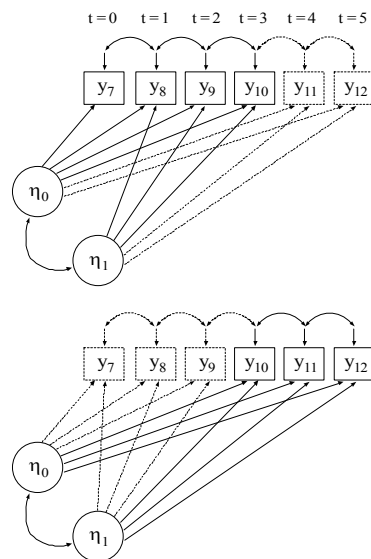 t = 0 t = 1 t = 2 t = 3 t = 4 t = 5
y7 y8 y9 y10 y11 y12
η0
η1
y7 y8 y9 y10 y11 y12
η0
η1